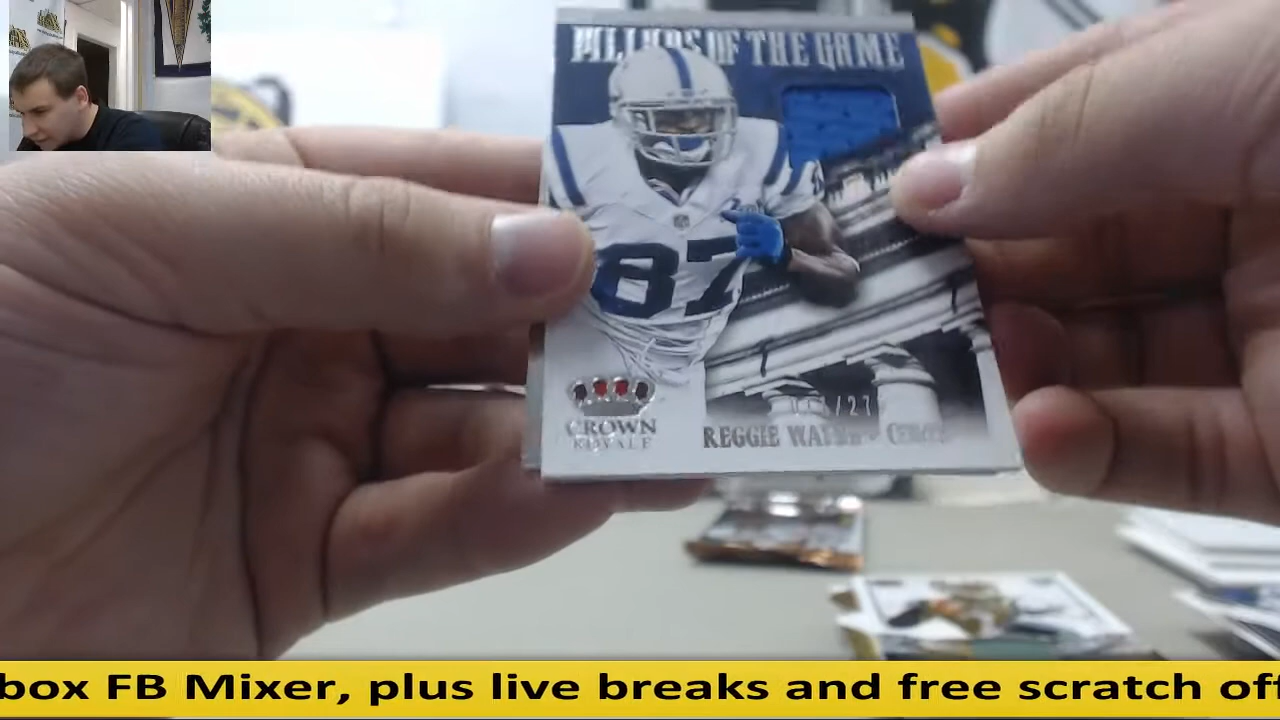 PILLARS OF THE GAME
87
CROWN
ROYALE
REGGIE WAYNE - COLTS
box FB Mixer, plus live breaks and free scratch off